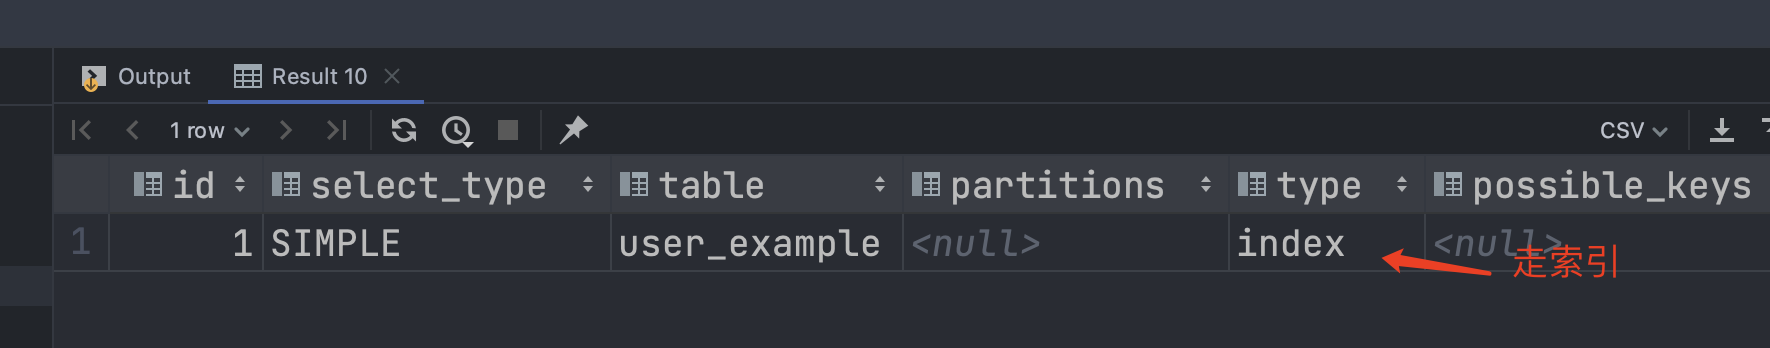 Output Result 10
1 row CSV
id select_type table partitions type possible_keys
1 1 SIMPLE user_example <null> index <null>
走索引